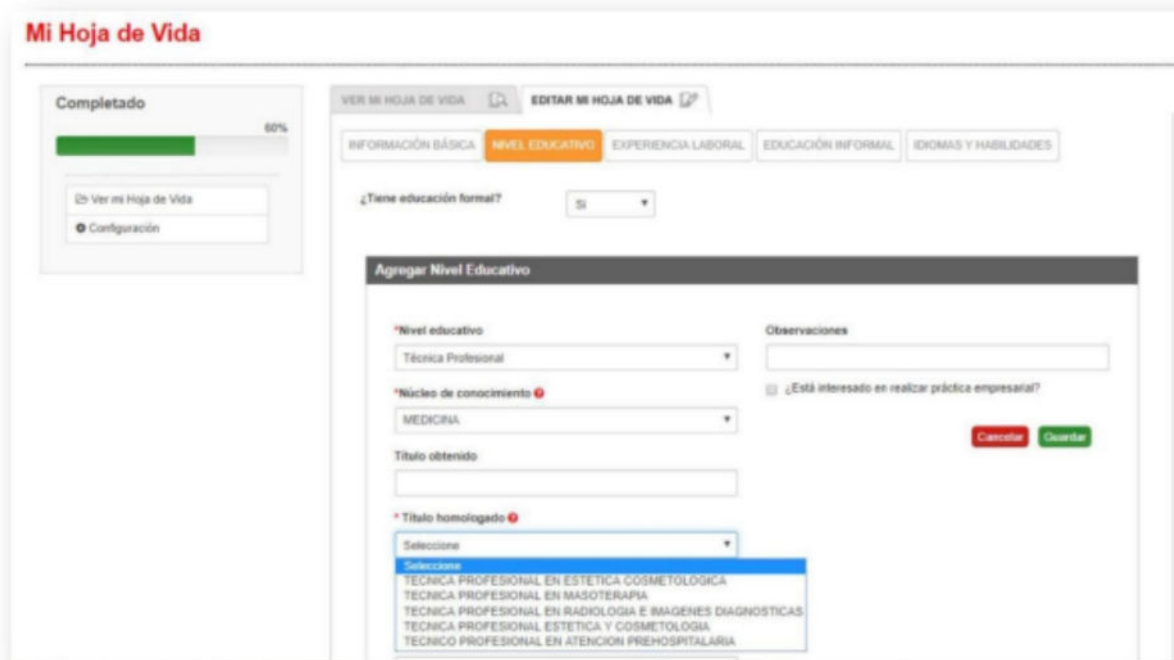 Mi Hoja de Vida
Completado
60%
Ver mi Hoja de Vida
Configuración
VER MI HOJA DE VIDA
EDITAR MI HOJA DE VIDA
INFORMACIÓN BÁSICA
NIVEL EDUCATIVO
EXPERIENCIA LABORAL
EDUCACIÓN INFORMAL
IDIOMAS Y HABILIDADES
¿Tiene educación formal?
Si
Agregar Nivel Educativo
*Nivel educativo
Técnica Profesional
*Núcleo de conocimiento
MEDICINA
Título obtenido
* Título homologado
Seleccione
Seleccione
TECNICA PROFESIONAL EN ESTETICA COSMETOLOGICA
TECNICA PROFESIONAL EN MASOTERAPIA
TECNICA PROFESIONAL EN RADIOLOGIA E IMAGENES DIAGNOSTICAS
TECNICA PROFESIONAL ESTETICA Y COSMETOLOGIA
TECNICO PROFESIONAL EN ATENCION PREHOSPITALARIA
Observaciones
¿Está interesado en realizar práctica empresarial?
Cancelar
Guardar